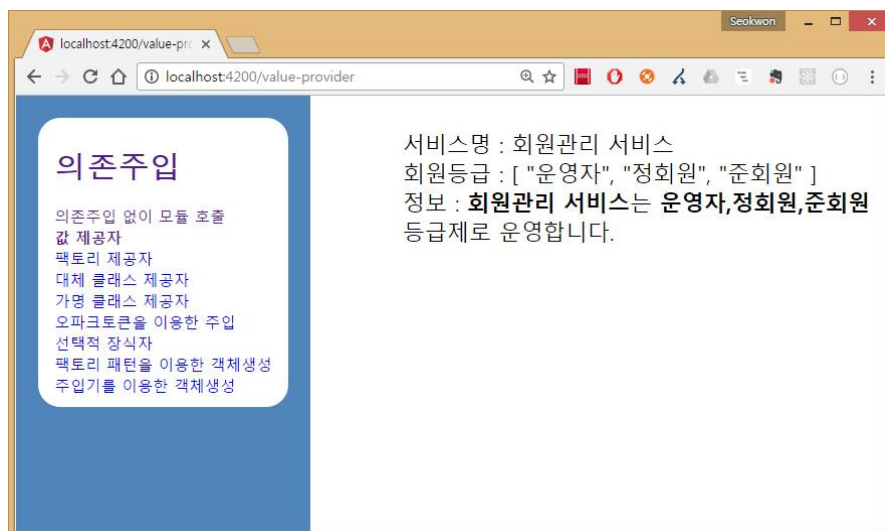 Seokwon
localhost:4200/value-pro
localhost:4200/value-provider
의존주입
의존주입 없이 모듈 호출
값 제공자
팩토리 제공자
대체 클래스 제공자
가명 클래스 제공자
오파크토큰을 이용한 주입
선택적 장식자
팩토리 패턴을 이용한 객체생성
주입기를 이용한 객체생성
서비스명 : 회원관리 서비스
회원등급 : [ "운영자", "정회원", "준회원" ]
정보 : 회원관리 서비스는 운영자,정회원,준회원
등급제로 운영합니다.